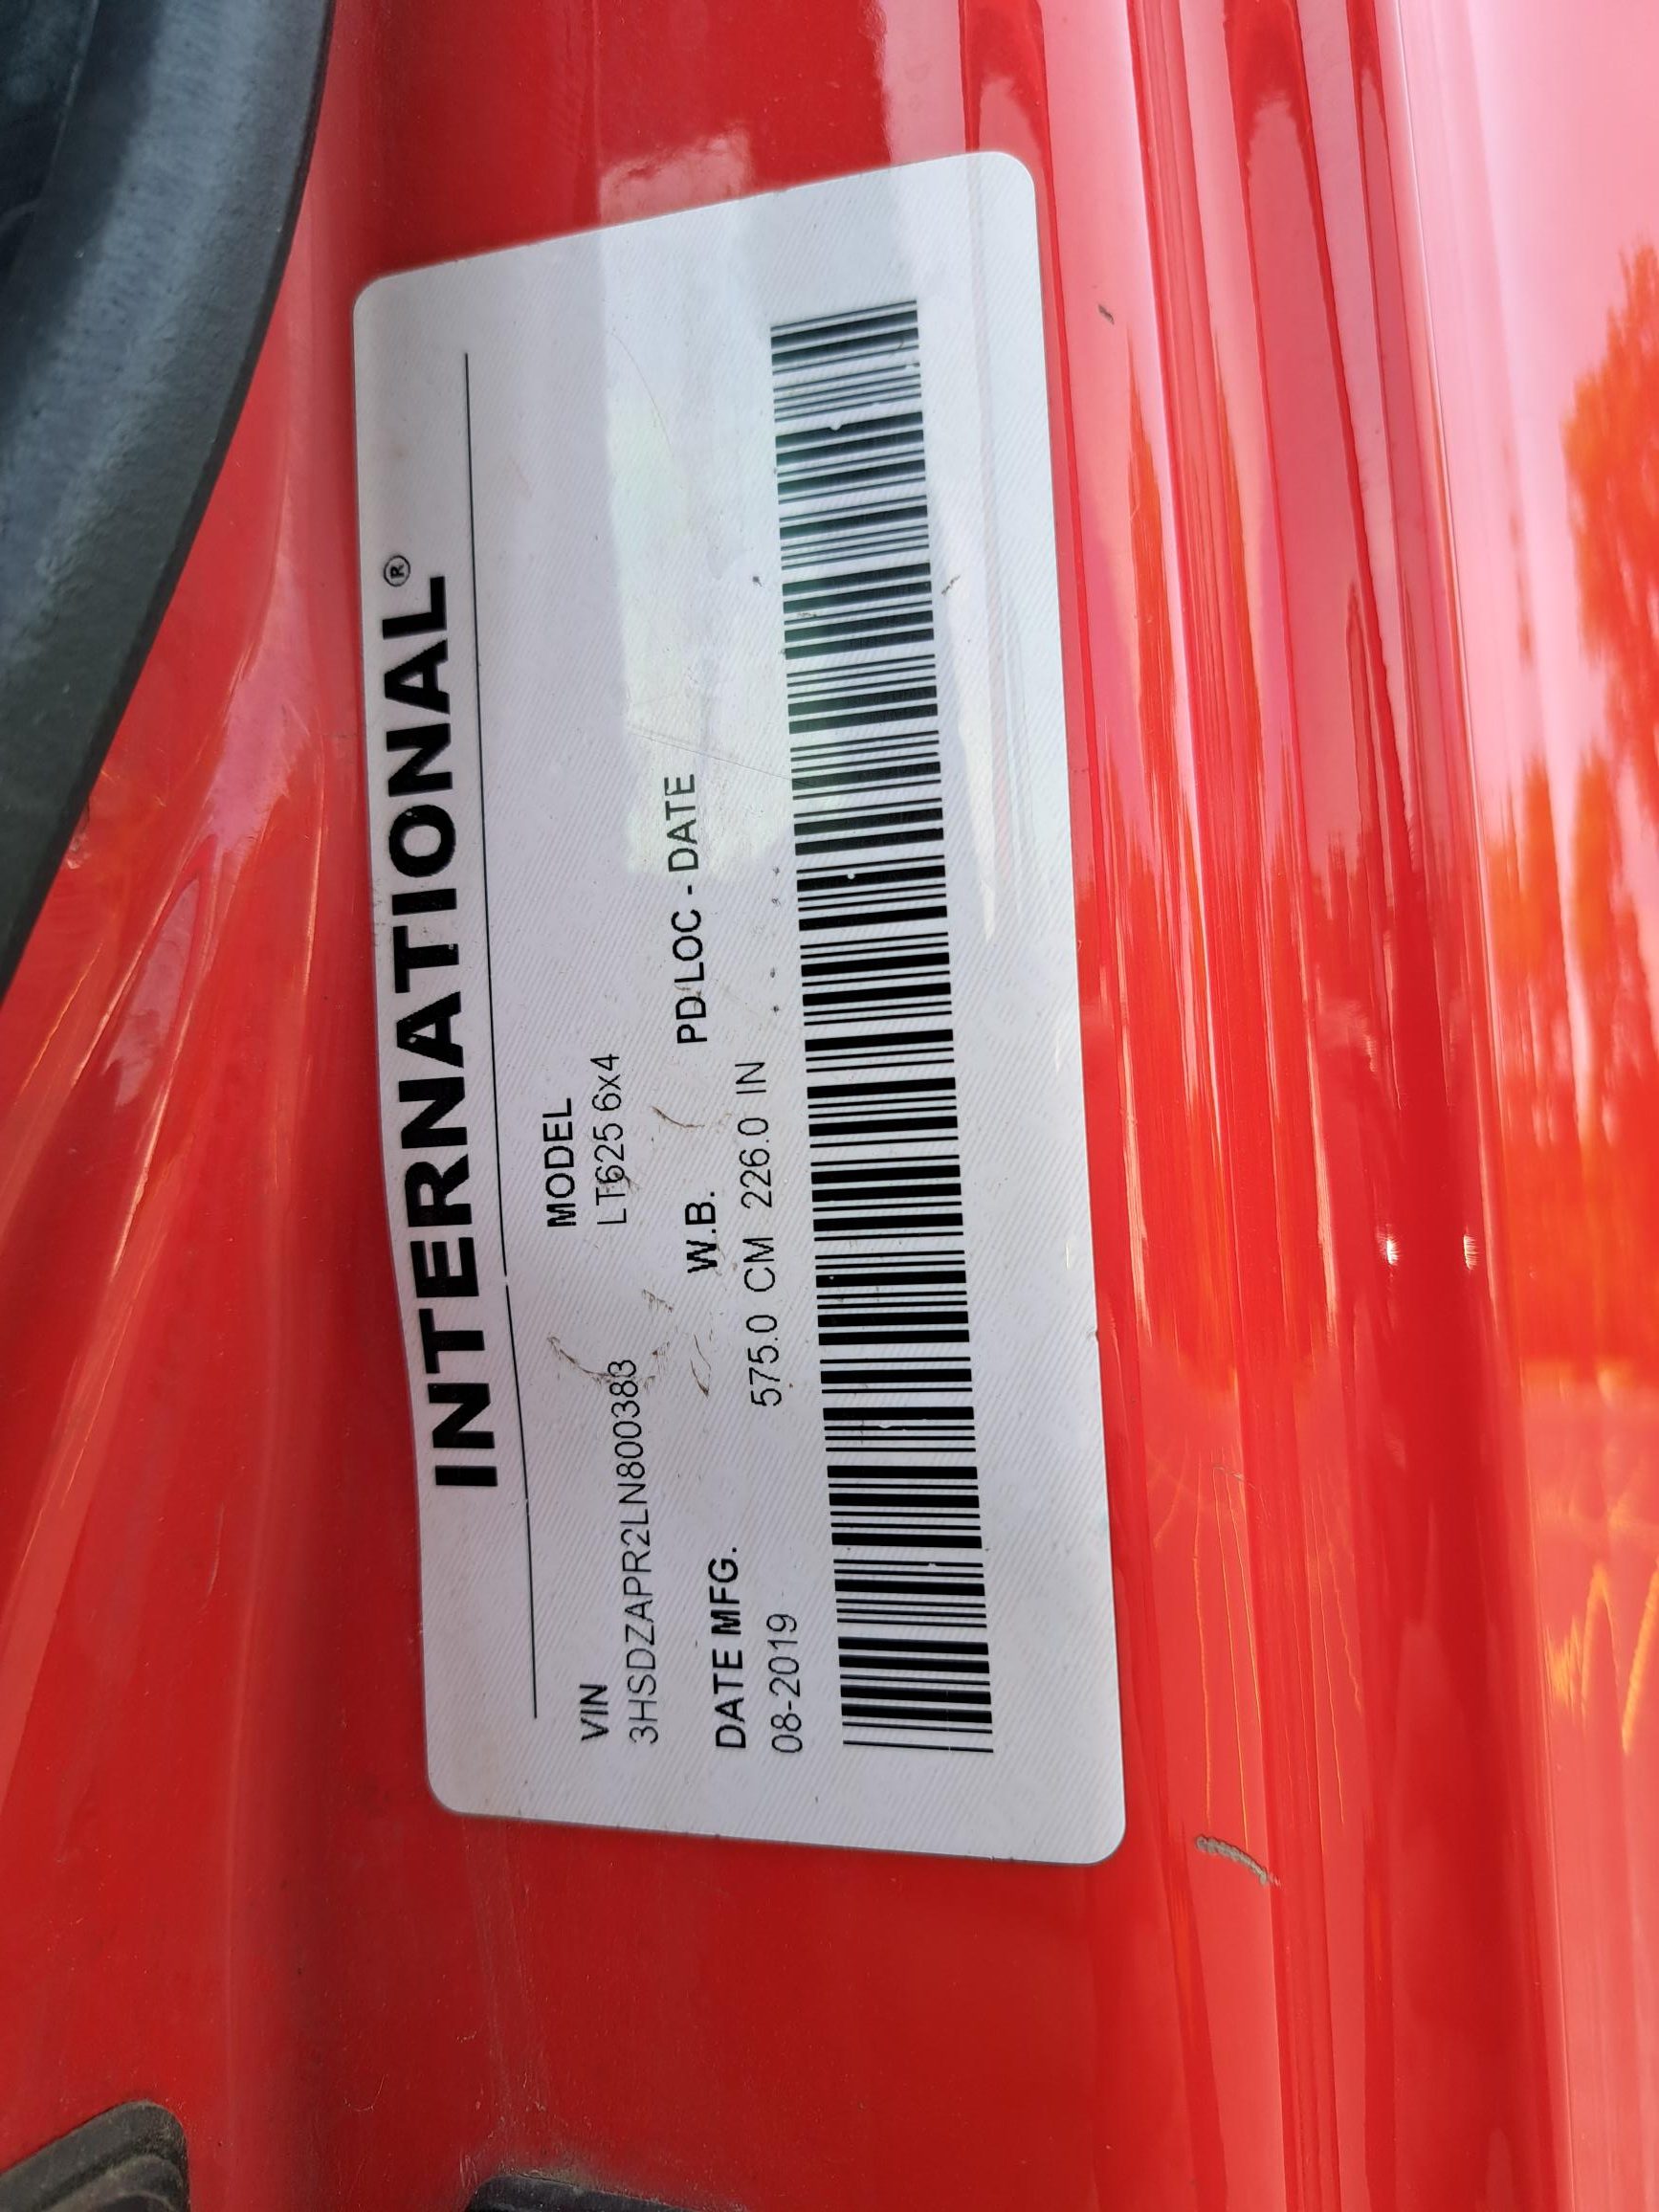 INTERNATIONAL®
VIN MODEL
3HSDZAPR2LN800383 LT625 6x4
DATE MFG. W.B. PD LOC - DATE
08-2019 575.0 CM 226.0 IN